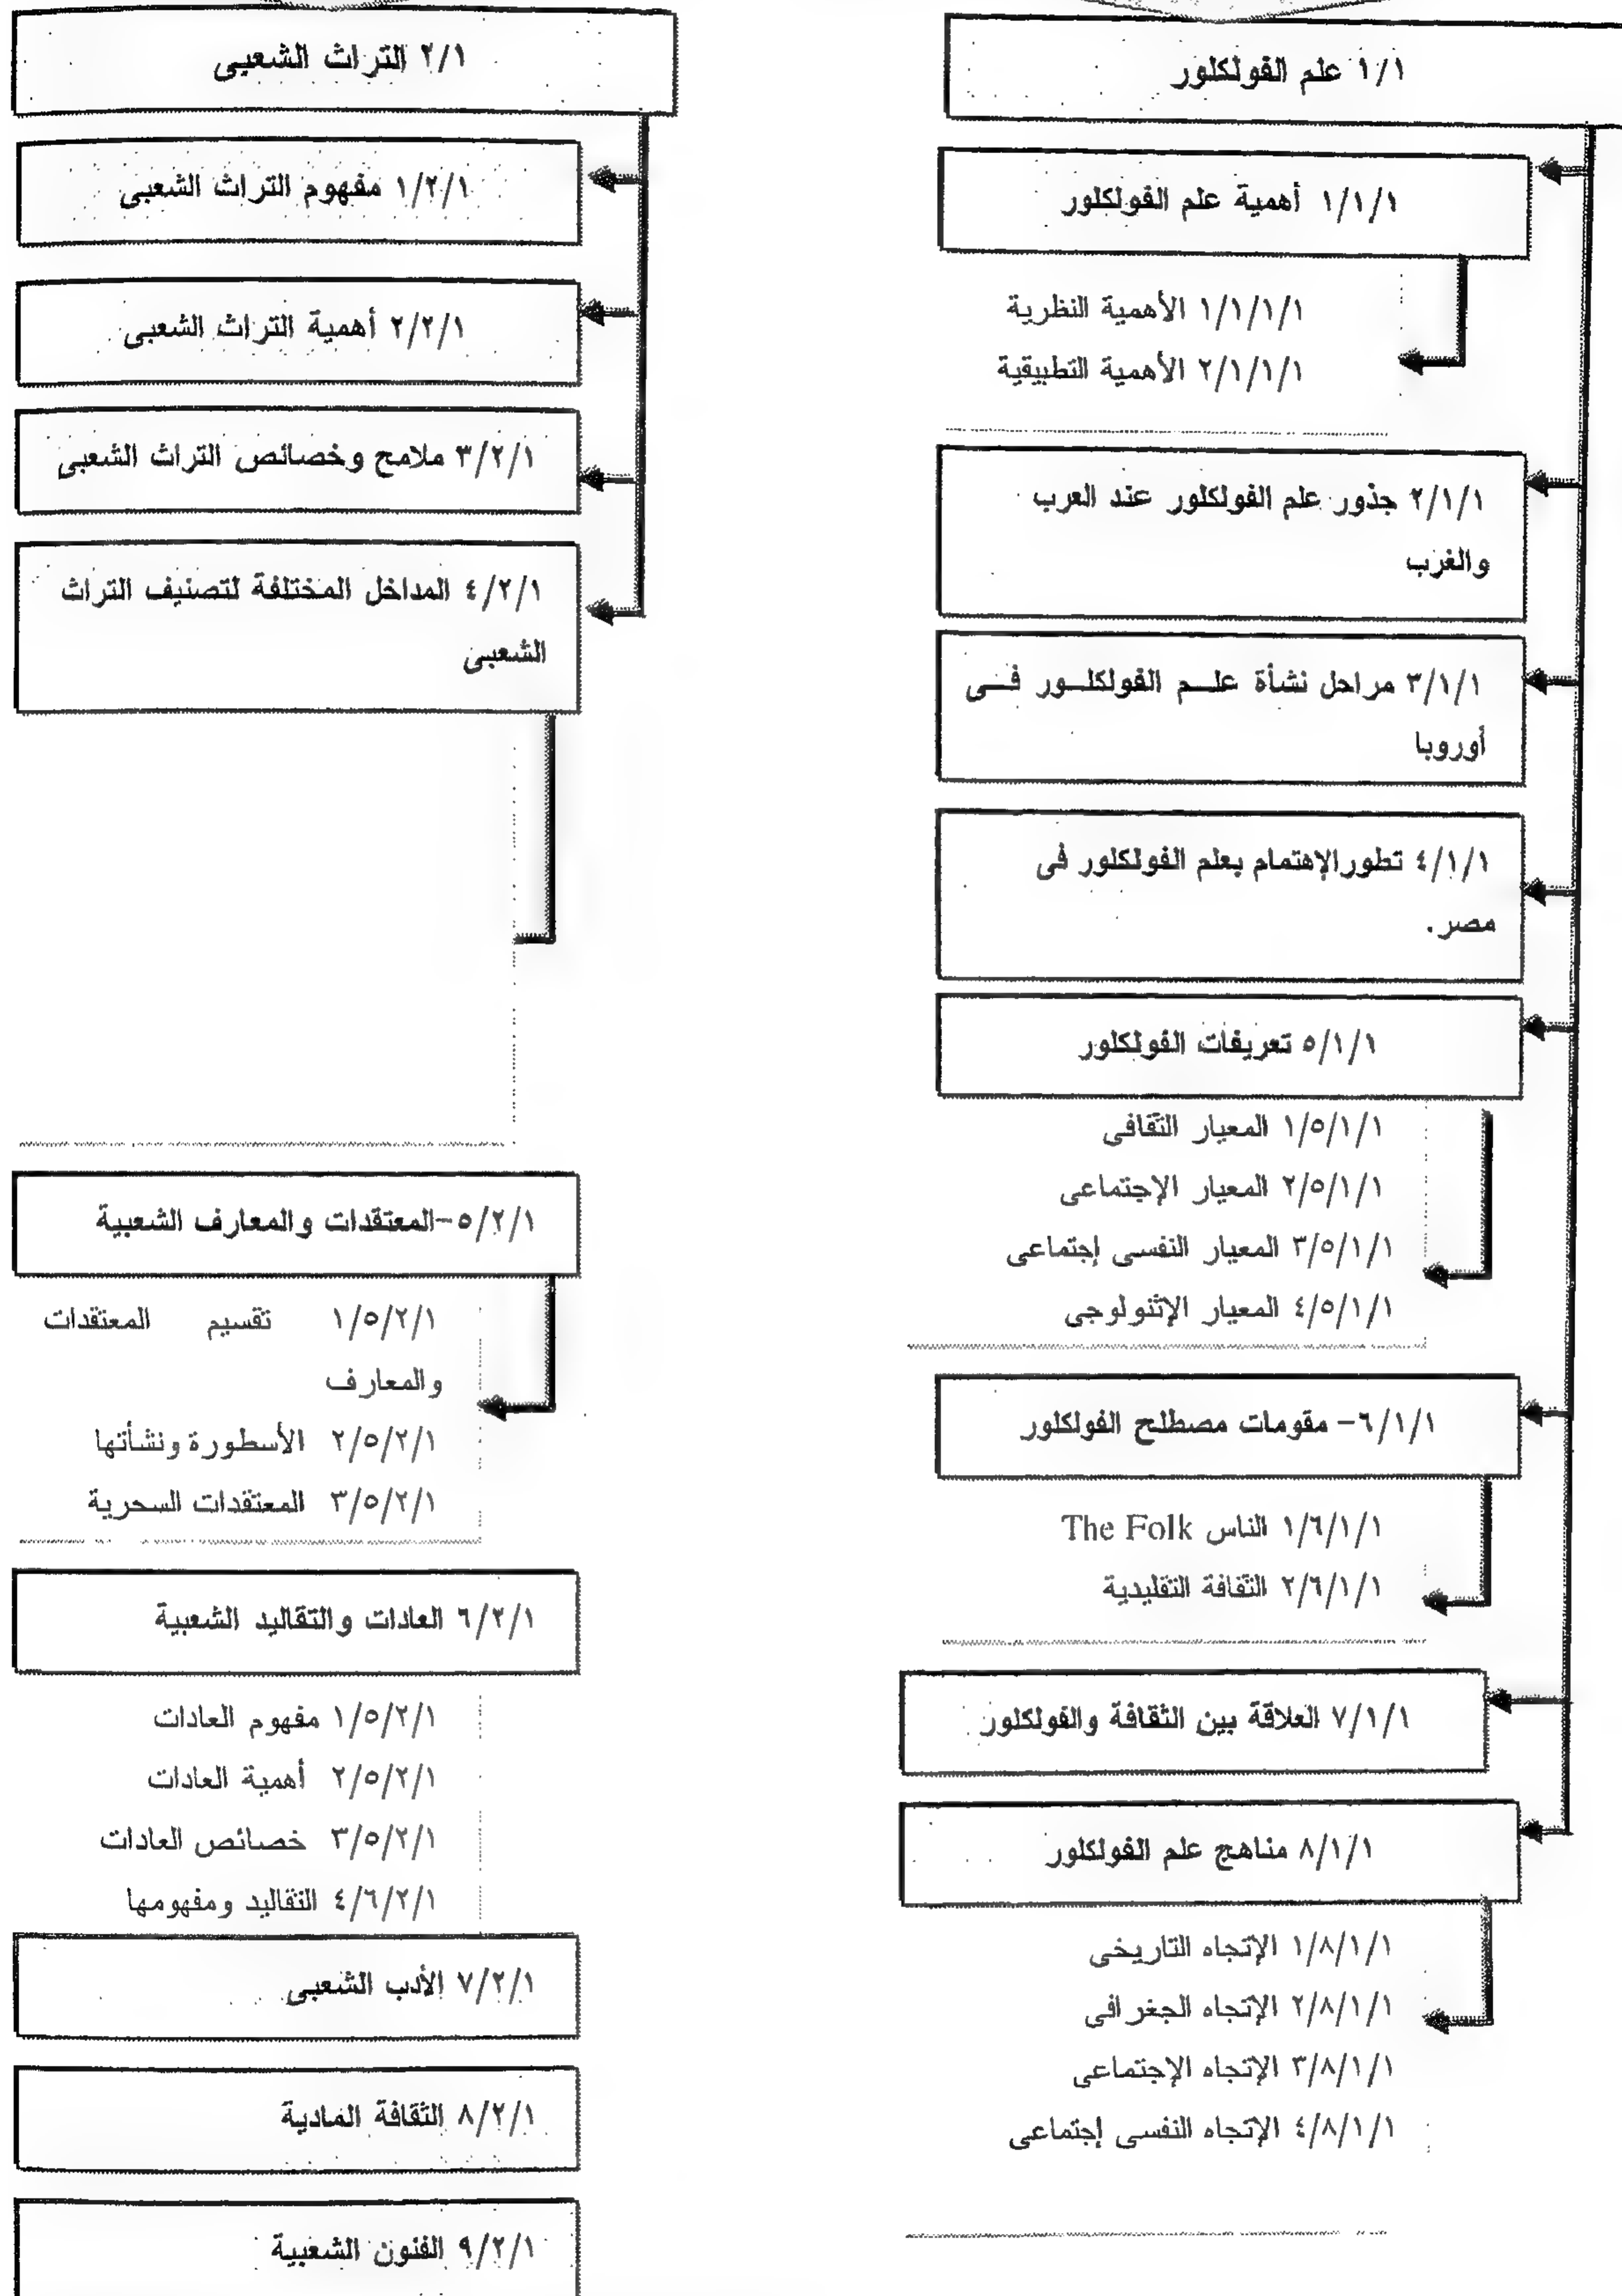 ١/١ علم الفولكلور
١/١/١ أهمية علم الفولكلور
١/١/١/١ الأهمية النظرية
٢/١/١/١ الأهمية التطبيقية
٢/١/١ جذور علم الفولكلور عند العرب
والغرب
٣/١/١ مراحل نشأة علـــم الفولكلـــور فـــى
أوروبا
٤/١/١ تطورالإهتمام بعلم الفولكلور فى
مصر.
٥/١/١ تعريفات الفولكلور
١/٥/١/١ المعيار الثقافى
٢/٥/١/١ المعيار الإجتماعى
٣/٥/١/١ المعيار النفسى إجتماعى
٤/٥/١/١ المعيار الإثنولوجى
٦/١/١- مقومات مصطلح الفولكلور
١/٦/١/١ الناس The Folk
٢/٦/١/١ الثقافة التقليدية
٧/١/١ العلاقة بين الثقافة والفولكلور
٨/١/١ مناهج علم الفولكلور
١/٨/١/١ الإتجاه التاريخى
٢/٨/١/١ الإتجاه الجغرافى
٣/٨/١/١ الإتجاه الإجتماعى
٤/٨/١/١ الإتجاه النفسى إجتماعى
٢/١ التراث الشعبى
١/٢/١ مفهوم التراث الشعبى
٢/٢/١ أهمية التراث الشعبى
٣/٢/١ ملامح وخصائص التراث الشعبى
٤/٢/١ المداخل المختلفة لتصنيف التراث
الشعبى
٥/٢/١-المعتقدات والمعارف الشعبية
١/٥/٢/١ تقسيم المعتقدات
والمعارف
٢/٥/٢/١ الأسطورة ونشأتها
٣/٥/٢/١ المعتقدات السحرية
٦/٢/١ العادات والتقاليد الشعبية
١/٥/٢/١ مفهوم العادات
٢/٥/٢/١ أهمية العادات
٣/٥/٢/١ خصائص العادات
٤/٦/٢/١ التقاليد ومفهومها
٧/٢/١ الأدب الشعبى
٨/٢/١ الثقافة المادية
٩/٢/١ الفنون الشعبية